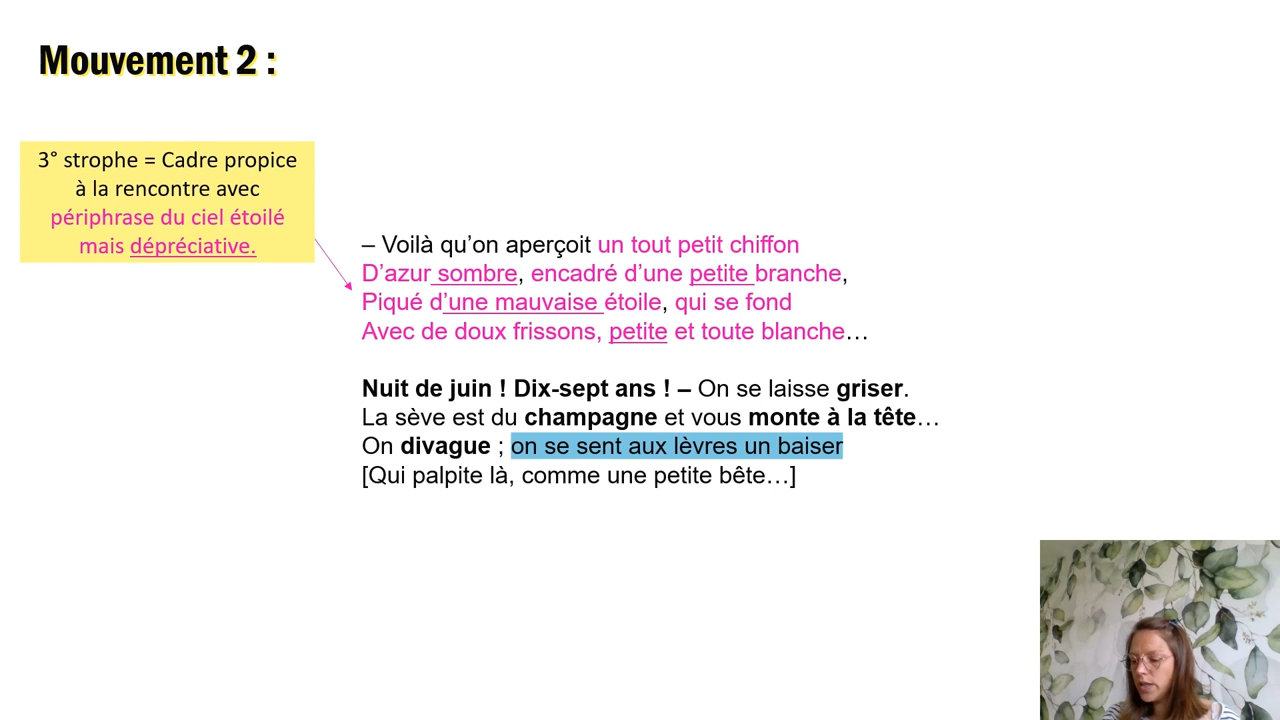 Mouvement 2 :
3° strophe = Cadre propice
à la rencontre avec
périphrase du ciel étoilé
mais dépréciative.
– Voilà qu’on aperçoit un tout petit chiffon
D’azur sombre, encadré d’une petite branche,
Piqué d’une mauvaise étoile, qui se fond
Avec de doux frissons, petite et toute blanche…
Nuit de juin ! Dix-sept ans ! – On se laisse griser.
La sève est du champagne et vous monte à la tête…
On divague ; on se sent aux lèvres un baiser
[Qui palpite là, comme une petite bête…]